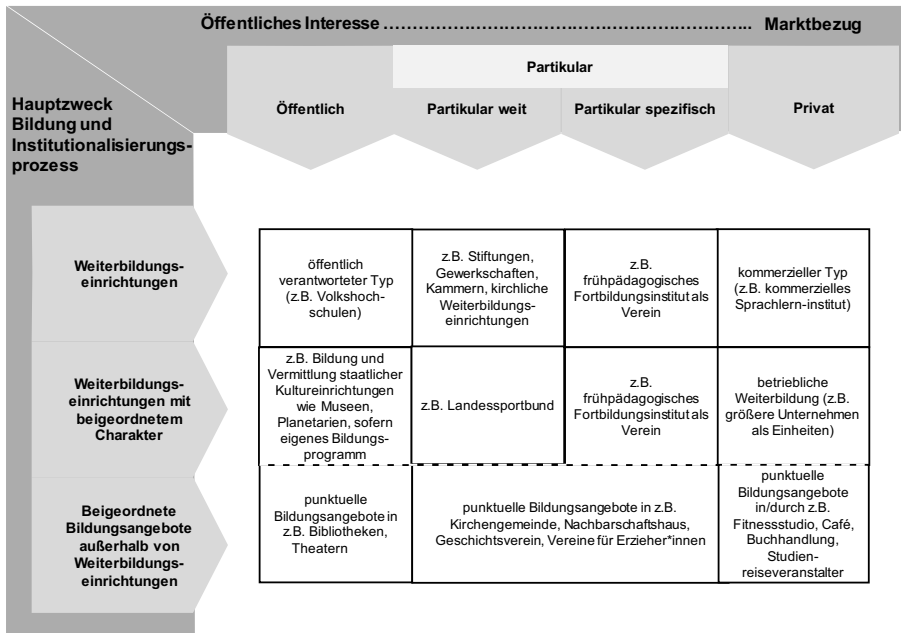 Öffentliches Interesse ……………………………………………………….. Marktbezug
Partikular
Öffentlich
Partikular weit
Partikular spezifisch
Privat
Hauptzweck
Bildung und
Institutionalisierungs-
prozess
Weiterbildungs-
einrichtungen
öffentlich
verantworteter Typ
(z.B. Volkshoch-
schulen)
z.B. Stiftungen,
Gewerkschaften,
Kammern, kirchliche
Weiterbildungs-
einrichtungen
z.B.
frühpädagogisches
Fortbildungsinstitut als
Verein
kommerzieller Typ
(z.B. kommerzielles
Sprachlern-institut)
Weiterbildungs-
einrichtungen mit
beigeordnetem
Charakter
z.B. Bildung und
Vermittlung staatlicher
Kultureinrichtungen
wie Museen,
Planetarien, sofern
eigenes Bildungs-
programm
z.B. Landessportbund
z.B.
frühpädagogisches
Fortbildungsinstitut als
Verein
betriebliche
Weiterbildung (z.B.
größere Unternehmen
als Einheiten)
Beigeordnete
Bildungsangebote
außerhalb von
Weiterbildungs-
einrichtungen
punktuelle
Bildungsangebote in
z.B. Bibliotheken,
Theatern
punktuelle Bildungsangebote in z.B.
Kirchengemeinde, Nachbarschaftshaus,
Geschichtsverein, Vereine für Erzieher*innen
punktuelle
Bildungsangebote
in/durch z.B.
Fitnessstudio, Café,
Buchhandlung,
Studien-
reiseveranstalter